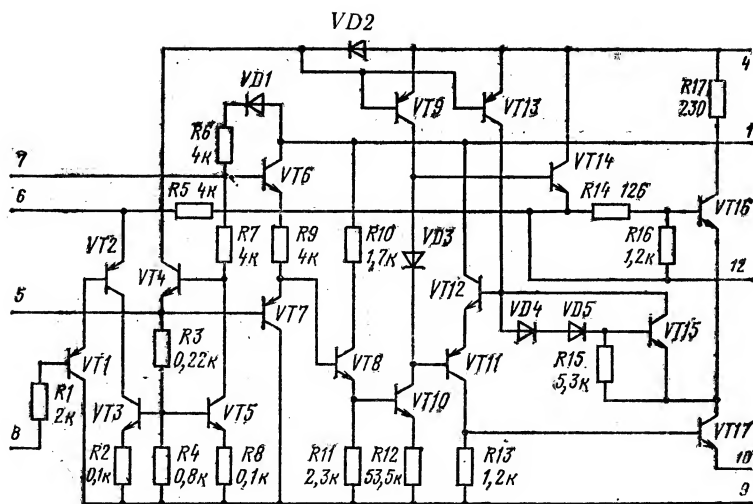 VD2
4
VD1
VT9
VT13
R17
230
R6
4к
1
7
VT6
VT14
R5 4к
R14 126
6
VT16
VT2
R7
4к
R9
4к
R10
1,7к
VD3
R16
1,2к
12
VT4
VT12
5
VT7
VD4
VD5
VT15
R3
0,22к
VT1
VT8
VT11
R15
5,3к
R1
2к
VT3
VT5
VT10
VT17
8
R2
0,1к
R4
0,8к
R8
0,1к
R11
2,3к
R12
53,5к
R13
1,2к
10
9